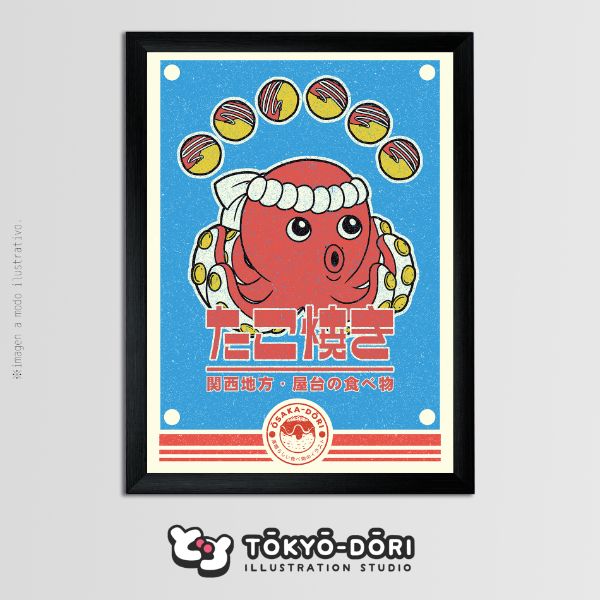 たこ焼き
関西地方・屋台の食べ物
ŌSAKA-DŌRI
※imagen a modo ilustrativo.
TŌKYŌ-DŌRI
ILLUSTRATION STUDIO